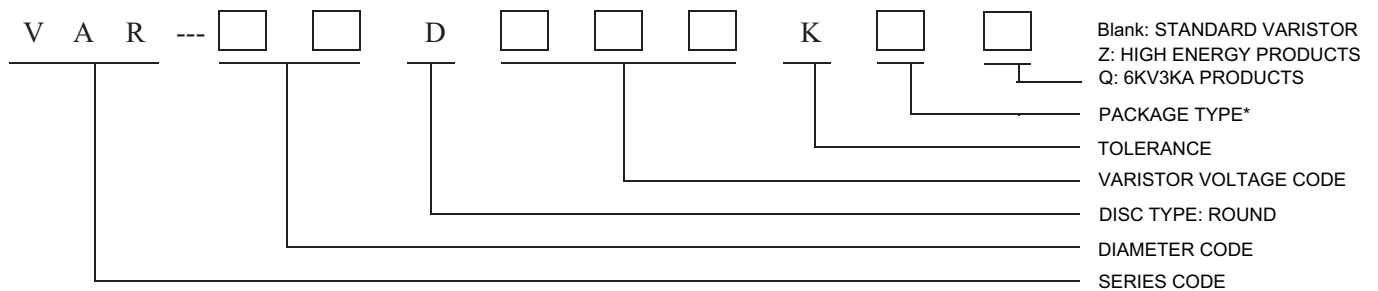 V A R --- D K
Blank: STANDARD VARISTOR
Z: HIGH ENERGY PRODUCTS
Q: 6KV3KA PRODUCTS
PACKAGE TYPE*
TOLERANCE
VARISTOR VOLTAGE CODE
DISC TYPE: ROUND
DIAMETER CODE
SERIES CODE